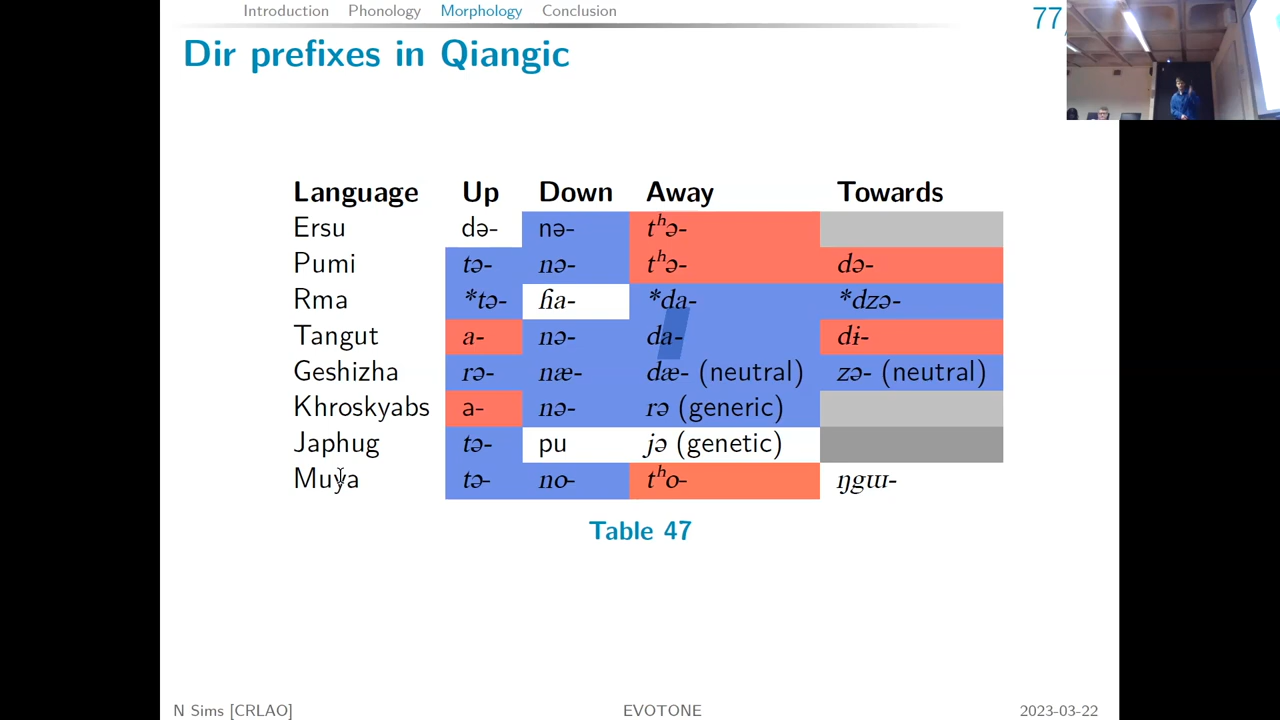 Introduction Phonology Morphology Conclusion
77
Dir prefixes in Qiangic
Language Up Down Away Towards
Ersu də- nə- tʰɔ-
Pumi tə- nə- tʰɔ- də-
Rma *tə- ɦa- *da- *dzə-
Tangut a- nə- da- dɨ-
Geshizha rə- næ- dæ- (neutral) zə- (neutral)
Khroskyabs a- nə- rə (generic)
Japhug tə- pu jə (genetic)
Muya tə- no- tʰo- ŋgɯ-
Table 47
N Sims [CRLAO] EVOTONE 2023-03-22